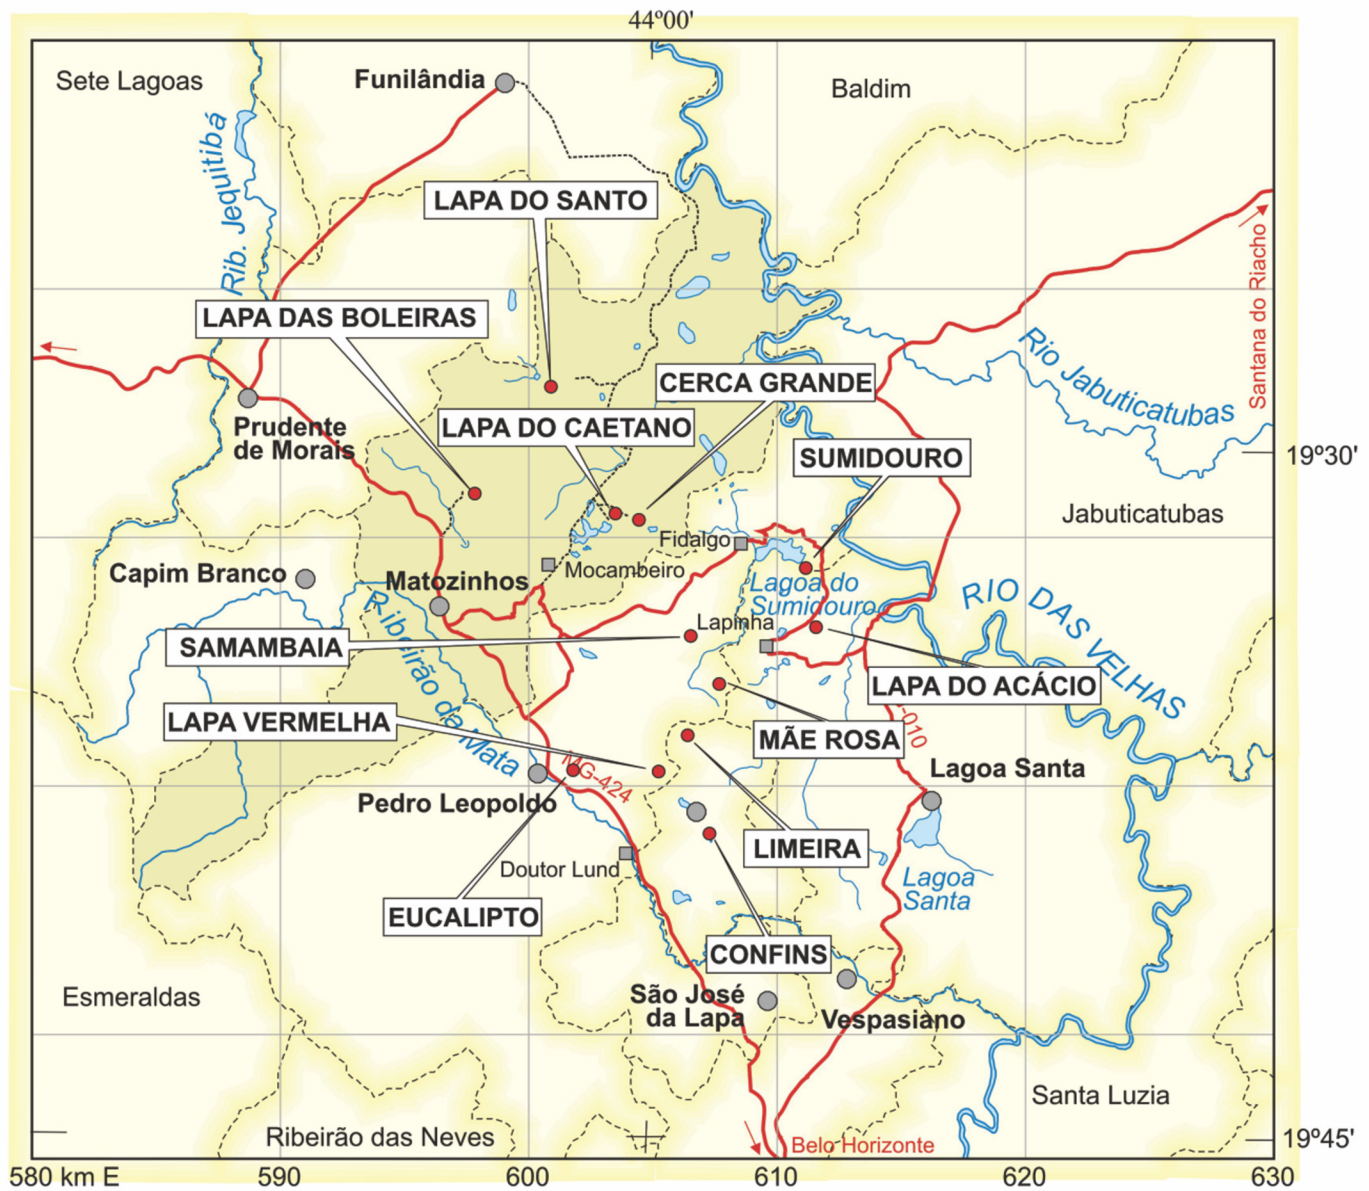 44º00'
Sete Lagoas
Funilândia
Baldim
Rib. Jequitibá
LAPA DO SANTO
Santana do Riacho
LAPA DAS BOLEIRAS
Rio Jabuticatubas
CERCA GRANDE
Prudente
de Morais
LAPA DO CAETANO
SUMIDOURO
19º30'
Jabuticatubas
Fidalgo
Capim Branco
Matozinhos
Mocambeiro
Lagoa do
Sumidouro
RIO DAS VELHAS
Ribeirão da Mata
Lapinha
SAMAMBAIA
LAPA DO ACÁCIO
LAPA VERMELHA
MÃE ROSA
-010
MG-424
Lagoa Santa
Pedro Leopoldo
LIMEIRA
Doutor Lund
Lagoa
Santa
EUCALIPTO
CONFINS
Esmeraldas
São José
da Lapa
Vespasiano
Santa Luzia
Ribeirão das Neves
Belo Horizonte
19º45'
580 km E
590
600
610
620
630